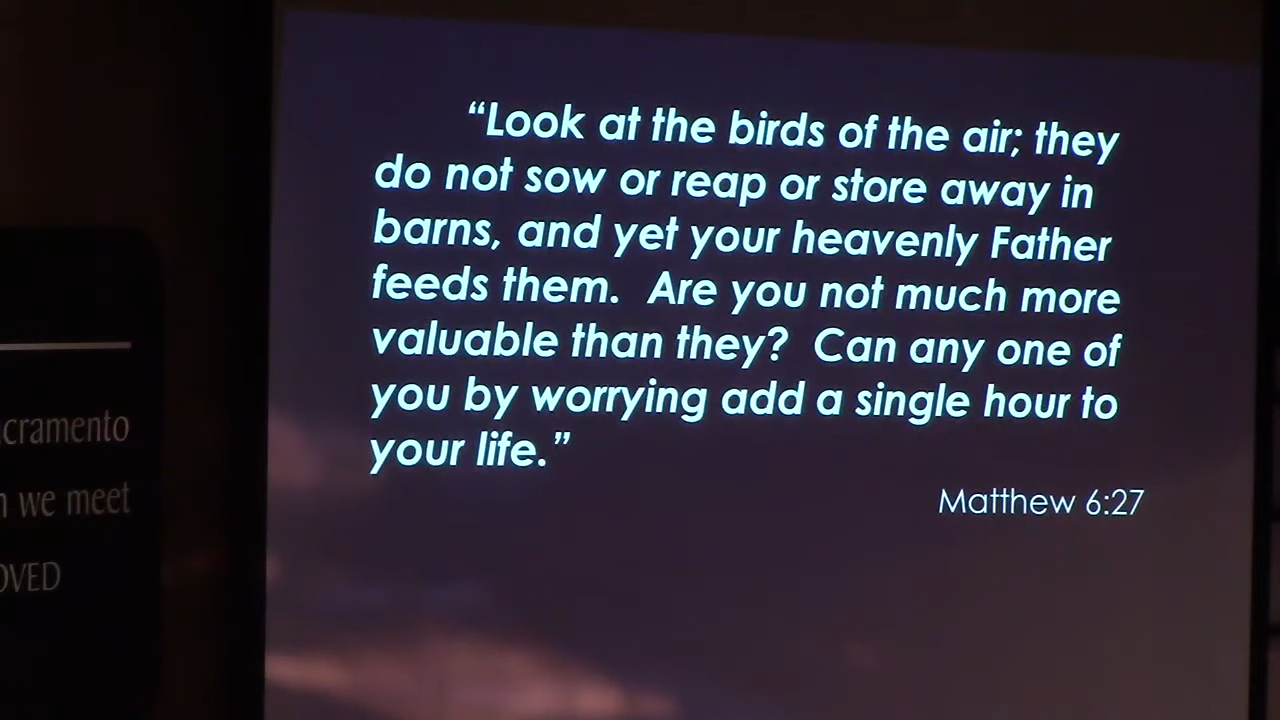 “Look at the birds of the air; they
do not sow or reap or store away in
barns, and yet your heavenly Father
feeds them.  Are you not much more
valuable than they?  Can any one of
you by worrying add a single hour to
your life.”
Matthew 6:27
we meet